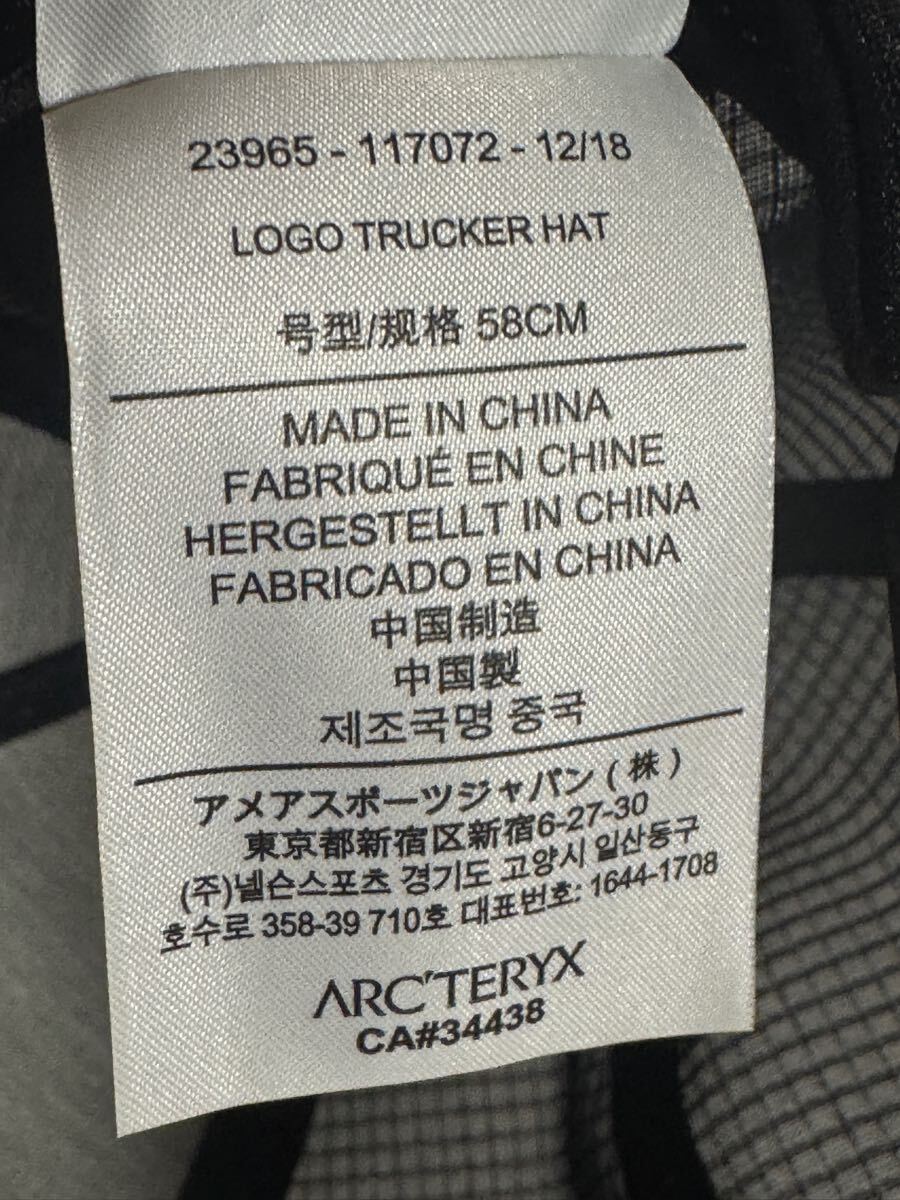 23965 - 117072 - 12/18
LOGO TRUCKER HAT
号型/规格 58CM
MADE IN CHINA
FABRIQUÉ EN CHINE
HERGESTELLT IN CHINA
FABRICADO EN CHINA
中国制造
中国製
제조국명 중국
アメアスポーツジャパン(株)
東京都新宿区新宿6-27-30
(주)넬슨스포츠 경기도 고양시 일산동구
호수로 358-39 710호 대표번호: 1644-1708
ARC'TERYX
CA#34438